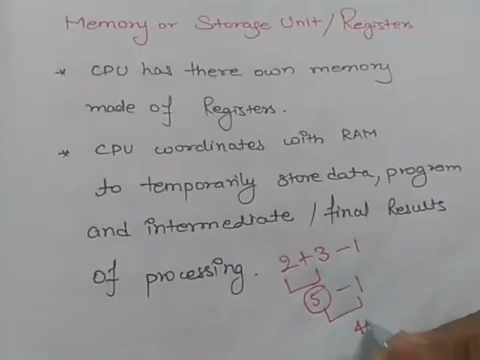 Memory or Storage Unit/Registers
* CPU has there own memory
made of Registers.
* CPU coordinates with RAM
to temporarily store data, program
and intermediate/final Results
of processing.
2+3-1
5-1
4